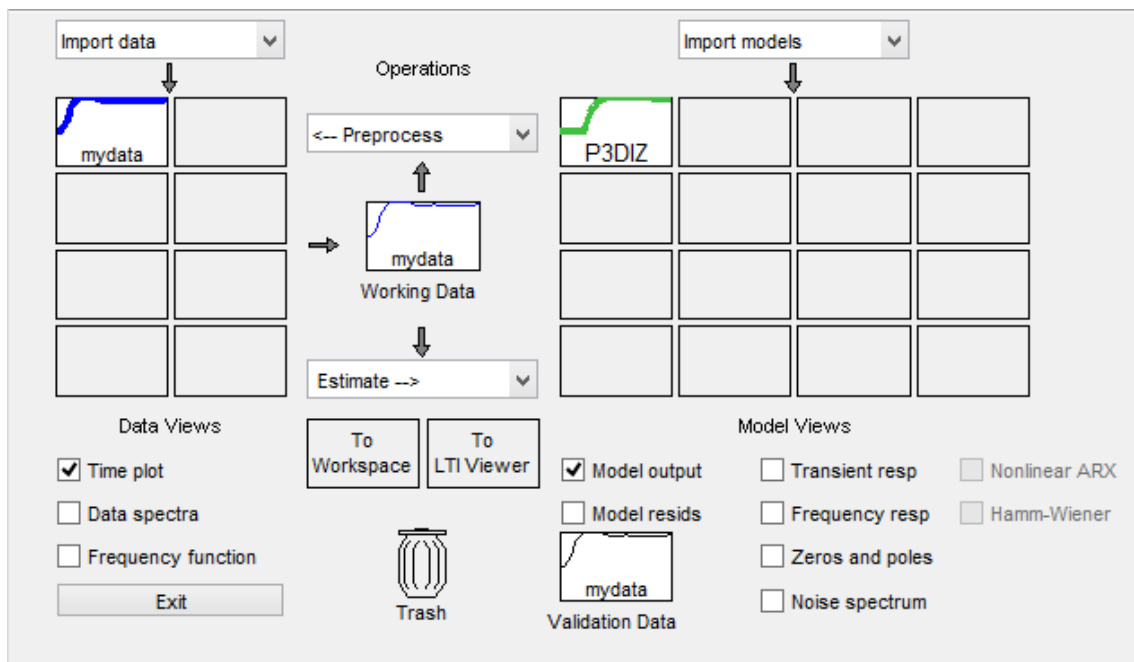 Import data
Import models
Operations
<-- Preprocess
mydata
P3DIZ
mydata
Working Data
Estimate -->
Data Views
To Workspace
To LTI Viewer
Model Views
Time plot
Model output
Transient resp
Nonlinear ARX
Data spectra
Model resids
Frequency resp
Hamm-Wiener
Frequency function
Zeros and poles
Exit
Trash
mydata
Validation Data
Noise spectrum